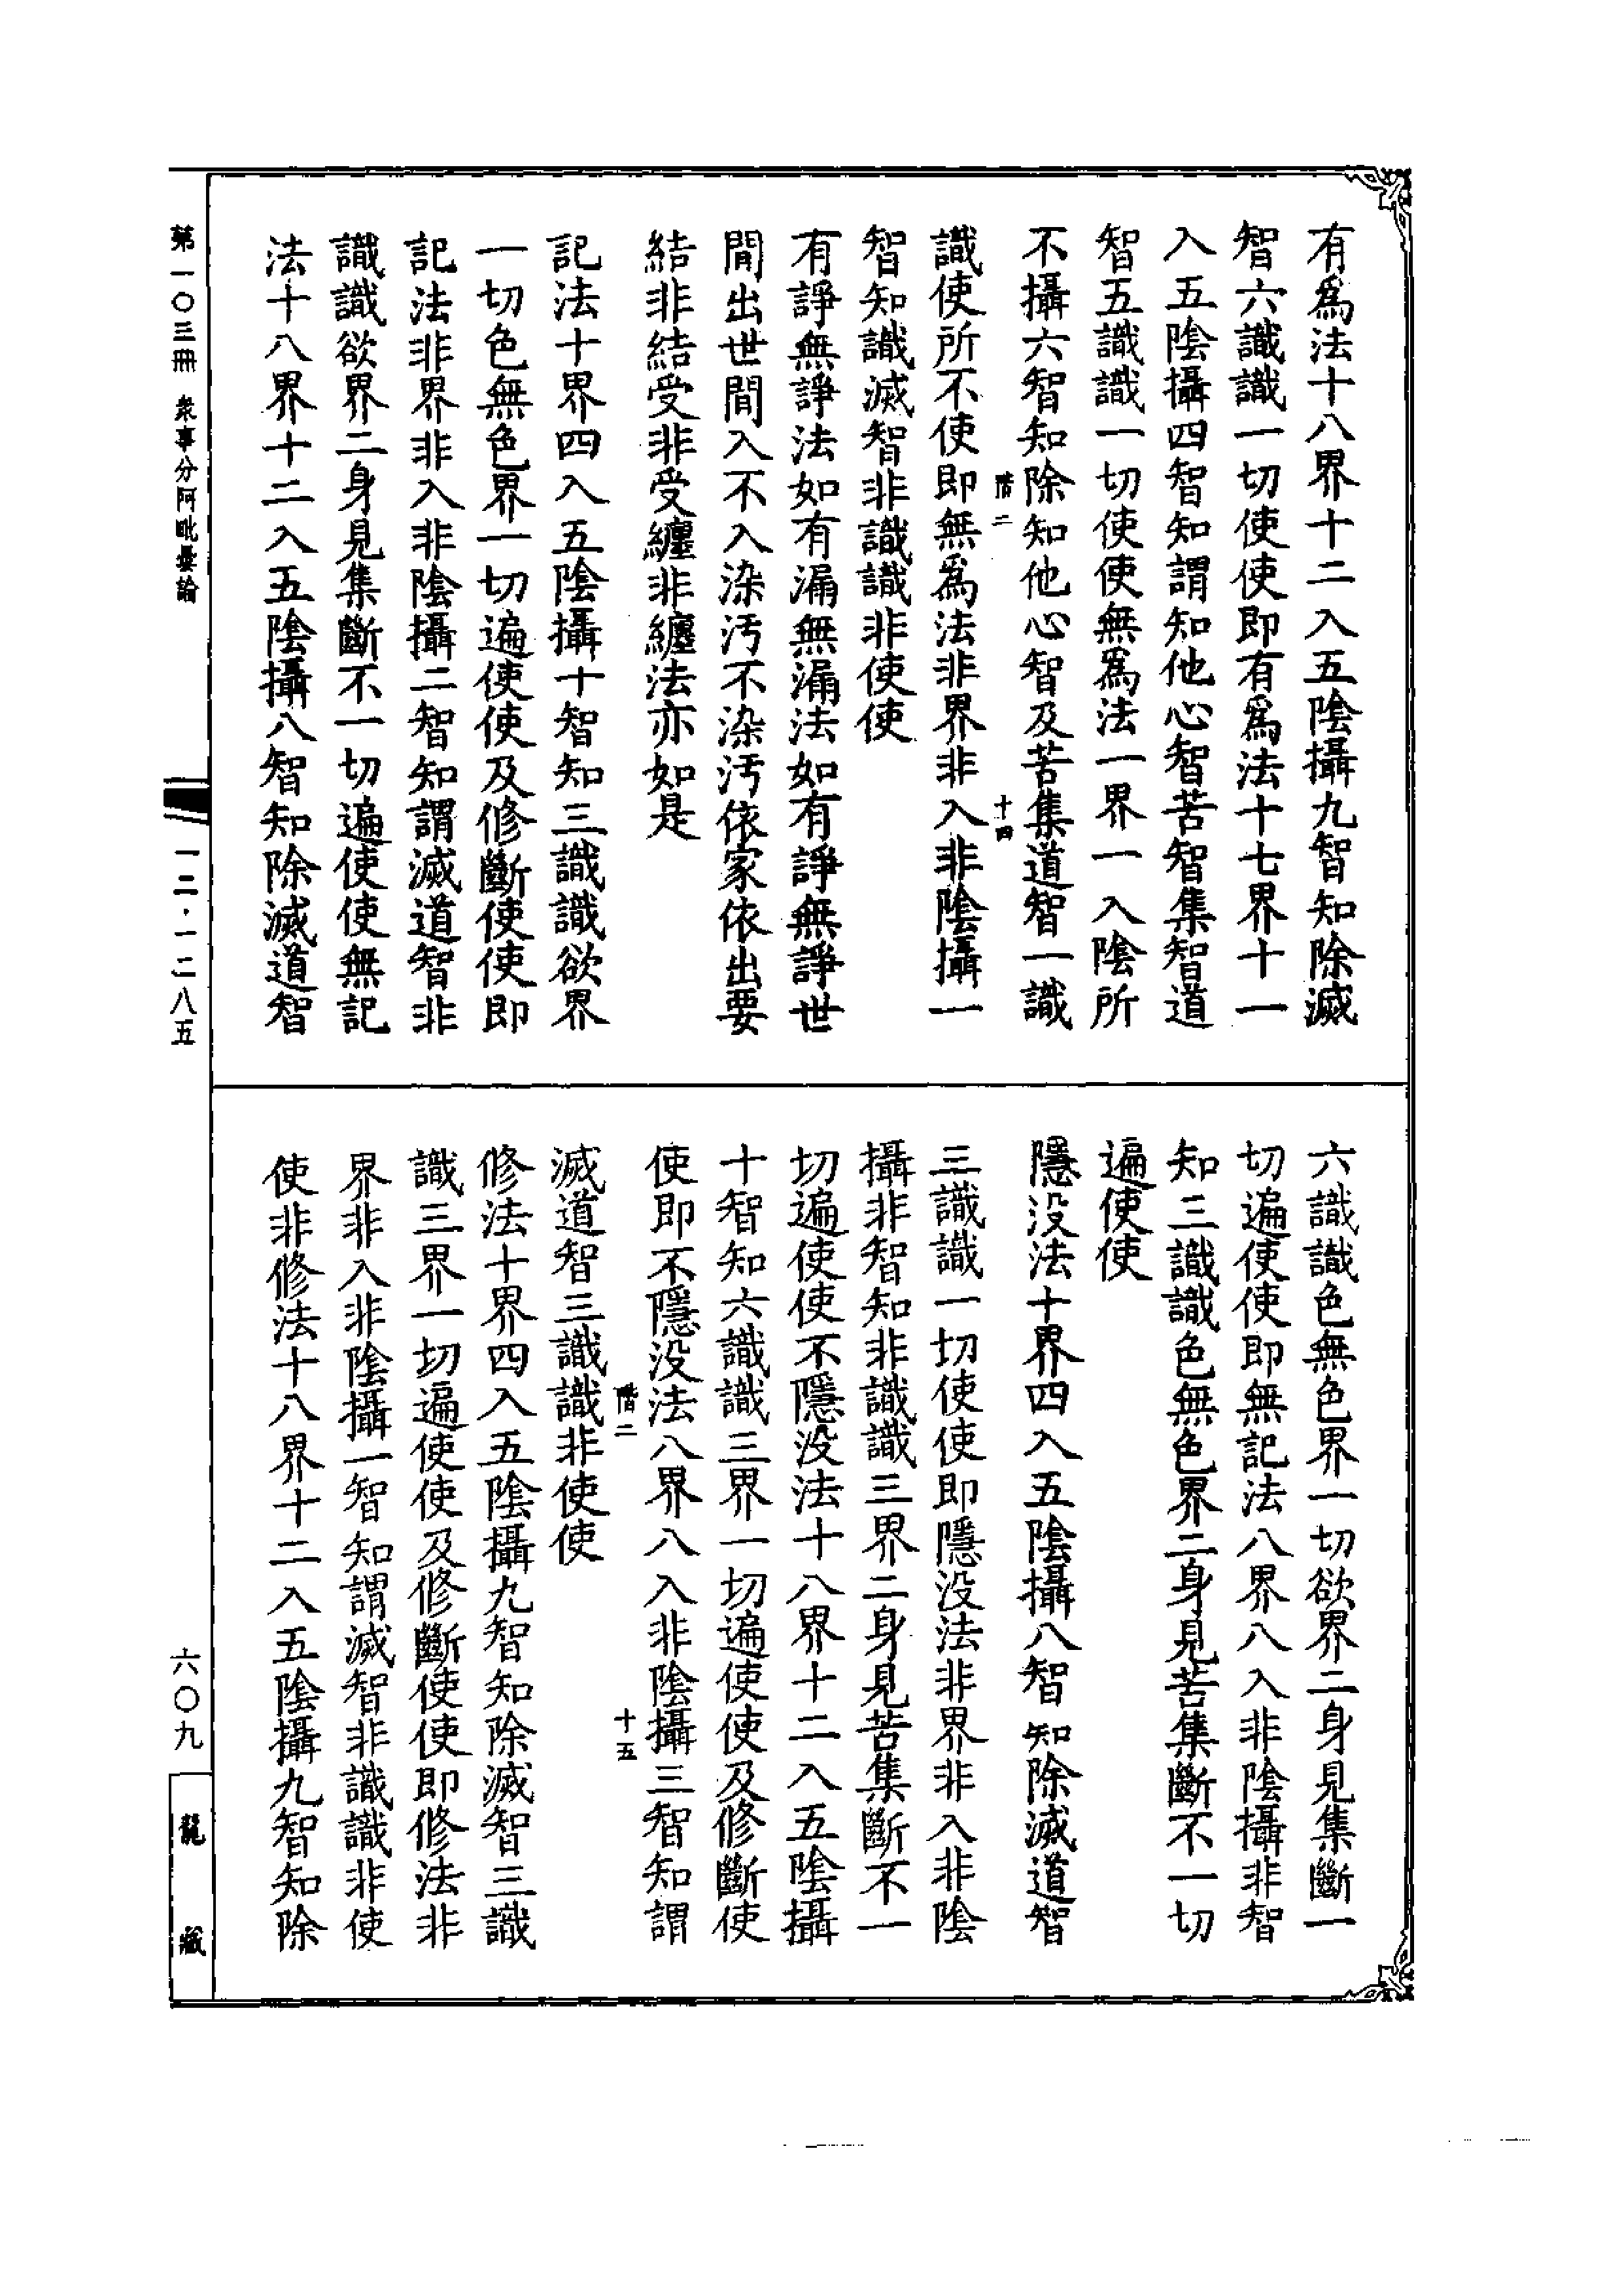 有爲法十八界十二入五陰攝九智知除滅
智六識識一切使使即有爲法十七界十一
入五陰攝四智知謂知他心智苦智集智道
智五識識一切使使無爲法一界一入陰所
不攝六智知除知他心智及苦集道智一識
階二
十四
識使所不使即無爲法非界非入非陰攝一
智知識滅智非識識非使使
有諍無諍法如有漏無漏法如有諍無諍世
間出世間入不入染污不染污依家依出要
結非結受非受纏非纏法亦如是
記法十界四入五陰攝十智知三識識欲界
一切色無色界一切遍使使及修斷使使即
記法非界非入非陰攝二智知謂滅道智非
識識欲界二身見集斷不一切遍使使無記
法十八界十二入五陰攝八智知除滅道智
六識識色無色界一切欲界二身見集斷一
切遍使使即無記法八界八入非陰攝非智
知三識識色無色界二身見苦集斷不一切
遍使使
隱没法十界四入五陰攝八智知除滅道智
三識識一切使使即隱没法非界非入非陰
攝非智知非識識三界二身見苦集斷不一
切遍使使不隱没法十八界十二入五陰攝
十智知六識識三界一切遍使使及修斷使
使即不隱没法八界八入非陰攝三智知謂
階二
十五
滅道智三識識非使使
修法十界四入五陰攝九智知除滅智三識
識三界一切遍使使及修斷使使即修法非
界非入非陰攝一智知謂滅智非識識非使
使非修法十八界十二入五陰攝九智知除
第一〇三冊 衆事分阿毗曇論
一二·一二八五
六〇九
龍藏